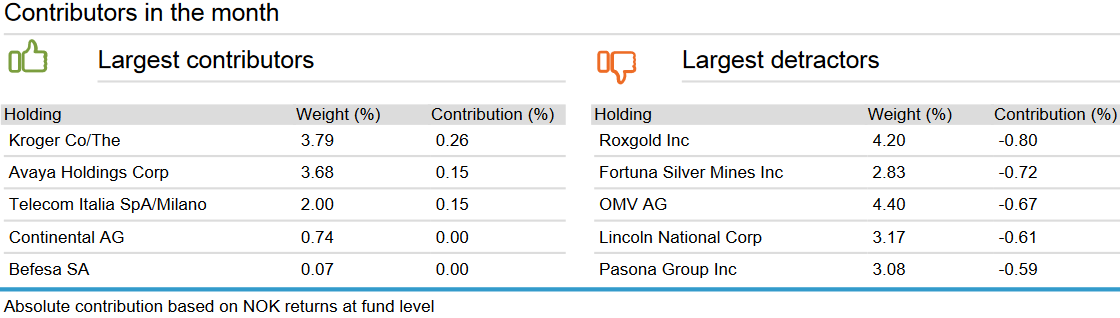 Contributors in the month
Largest contributors
Holding Weight (%) Contribution (%)
Kroger Co/The 3.79 0.26
Avaya Holdings Corp 3.68 0.15
Telecom Italia SpA/Milano 2.00 0.15
Continental AG 0.74 0.00
Befesa SA 0.07 0.00
Largest detractors
Holding Weight (%) Contribution (%)
Roxgold Inc 4.20 -0.80
Fortuna Silver Mines Inc 2.83 -0.72
OMV AG 4.40 -0.67
Lincoln National Corp 3.17 -0.61
Pasona Group Inc 3.08 -0.59
Absolute contribution based on NOK returns at fund level